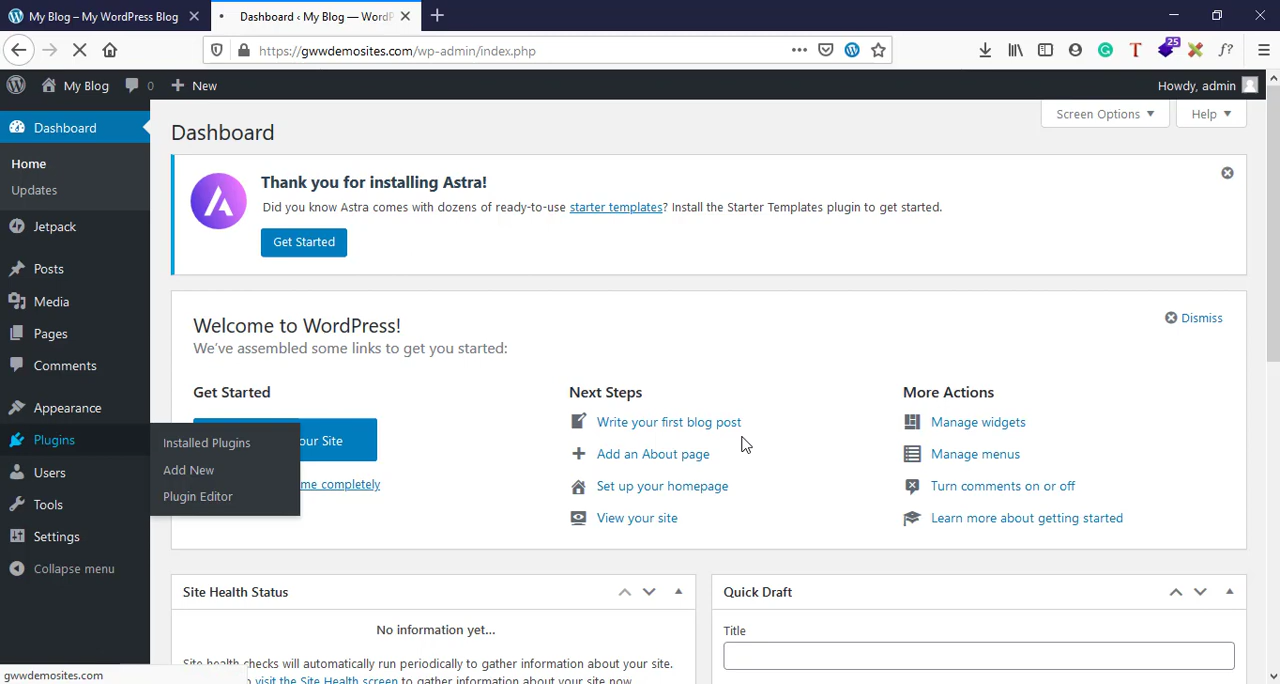 My Blog – My WordPress Blog
Dashboard ‹ My Blog — WordP
https://gwwdemosites.com/wp-admin/index.php
25
My Blog
0
New
Howdy, admin
Screen Options
Help
Dashboard
Home
Updates
Jetpack
Posts
Media
Pages
Comments
Appearance
Plugins
Users
Tools
Settings
Collapse menu
Installed Plugins
Add New
Plugin Editor
Dashboard
Thank you for installing Astra!
Did you know Astra comes with dozens of ready-to-use starter templates? Install the Starter Templates plugin to get started.
Get Started
Welcome to WordPress!
Dismiss
We've assembled some links to get you started:
Get Started
our Site
me completely
Next Steps
Write your first blog post
Add an About page
Set up your homepage
View your site
More Actions
Manage widgets
Manage menus
Turn comments on or off
Learn more about getting started
Site Health Status
No information yet...
Site health checks will automatically run periodically to gather information about your site.
visit the Site Health screen to gather information about your site now
Quick Draft
Title
gwwdemosites.com